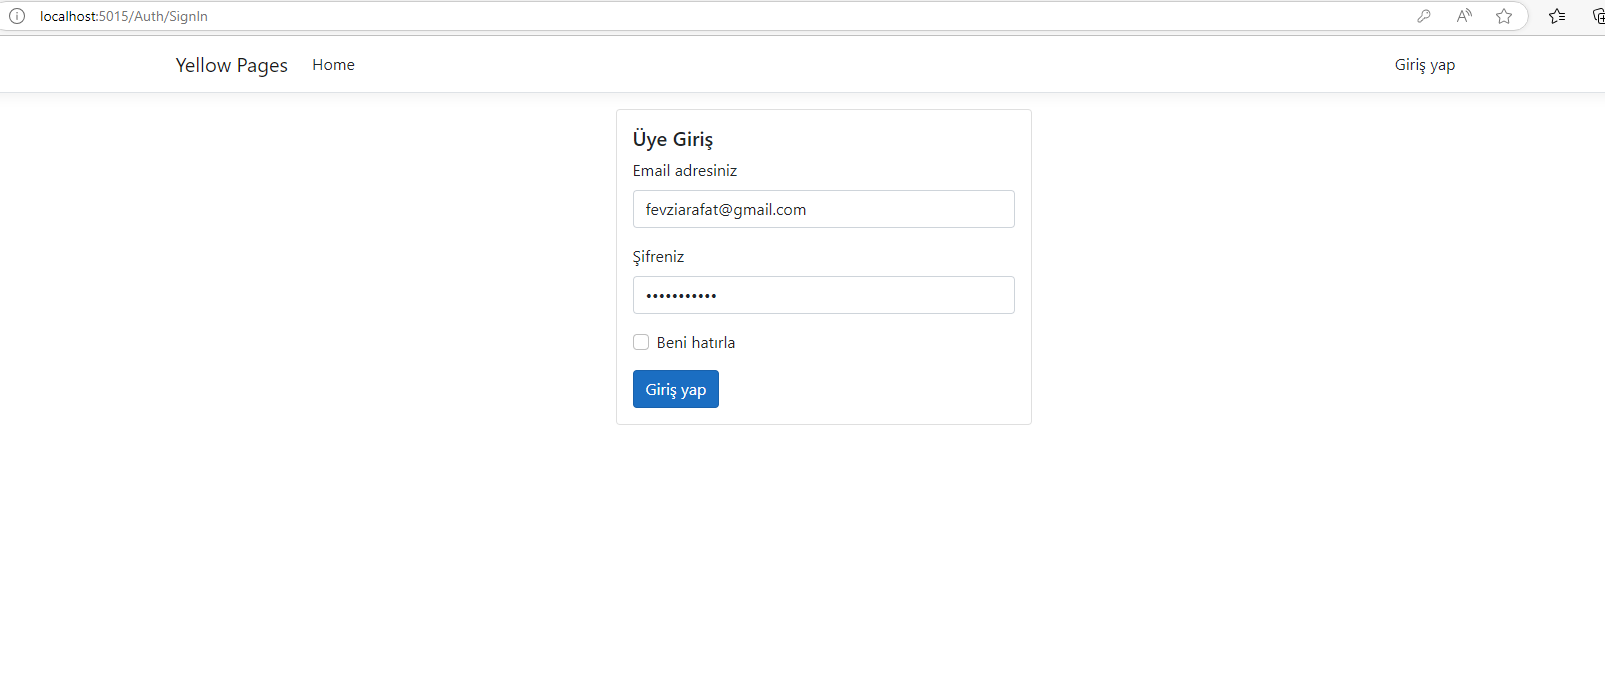 localhost:5015/Auth/SignIn
Yellow Pages Home Giriş yap
Üye Giriş
Email adresiniz
fevziarafat@gmail.com
Şifreniz
•••••••••••
Beni hatırla
Giriş yap